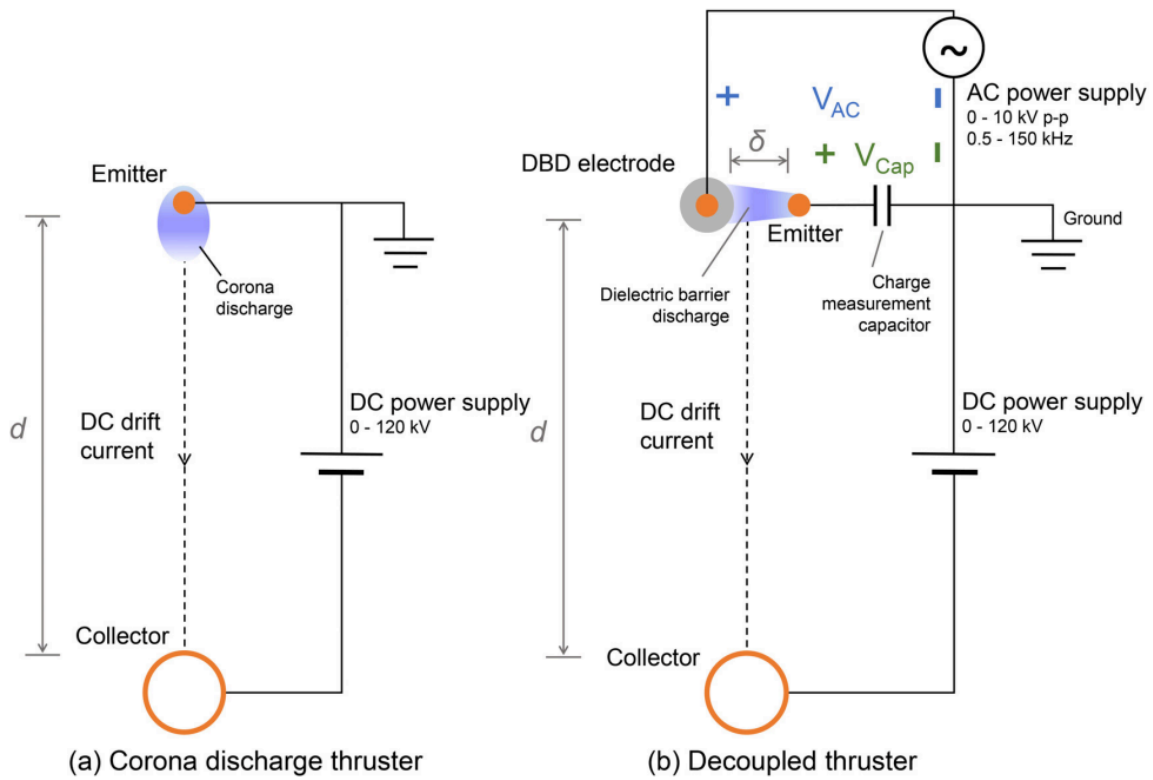 Emitter
Corona
discharge
d
DC drift
current
DC power supply
0 - 120 kV
Collector
(a) Corona discharge thruster
~
AC power supply
0 - 10 kV p-p
0.5 - 150 kHz
+ V_AC -
δ
+ V_Cap -
DBD electrode
Emitter
Ground
Dielectric barrier
discharge
Charge
measurement
capacitor
d
DC drift
current
DC power supply
0 - 120 kV
Collector
(b) Decoupled thruster